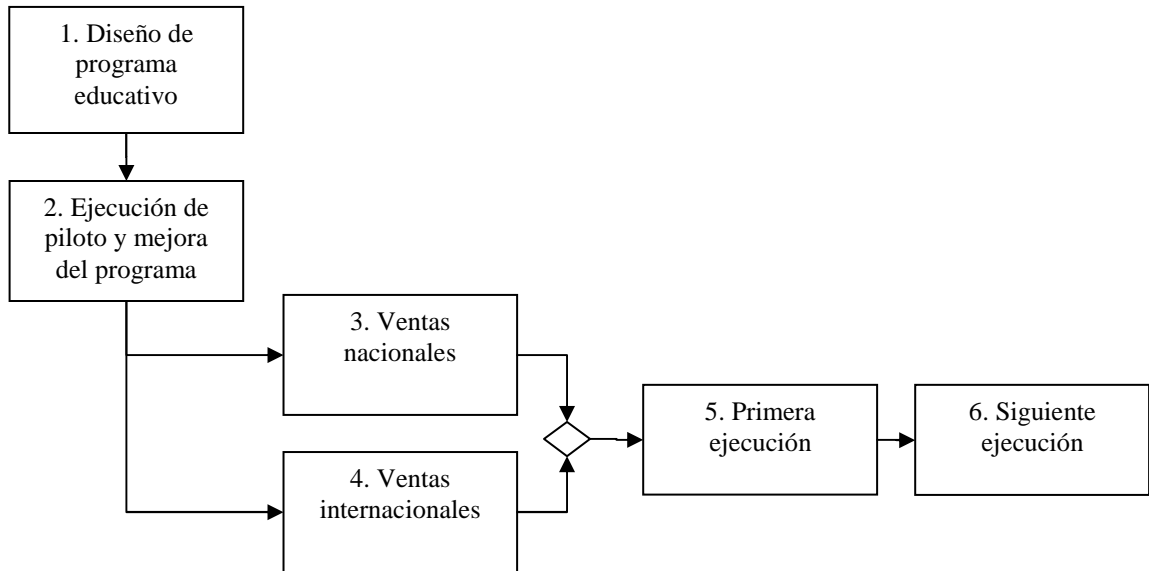 1. Diseño de
programa
educativo
2. Ejecución de
piloto y mejora
del programa
3. Ventas
nacionales
4. Ventas
internacionales
5. Primera
ejecución
6. Siguiente
ejecución